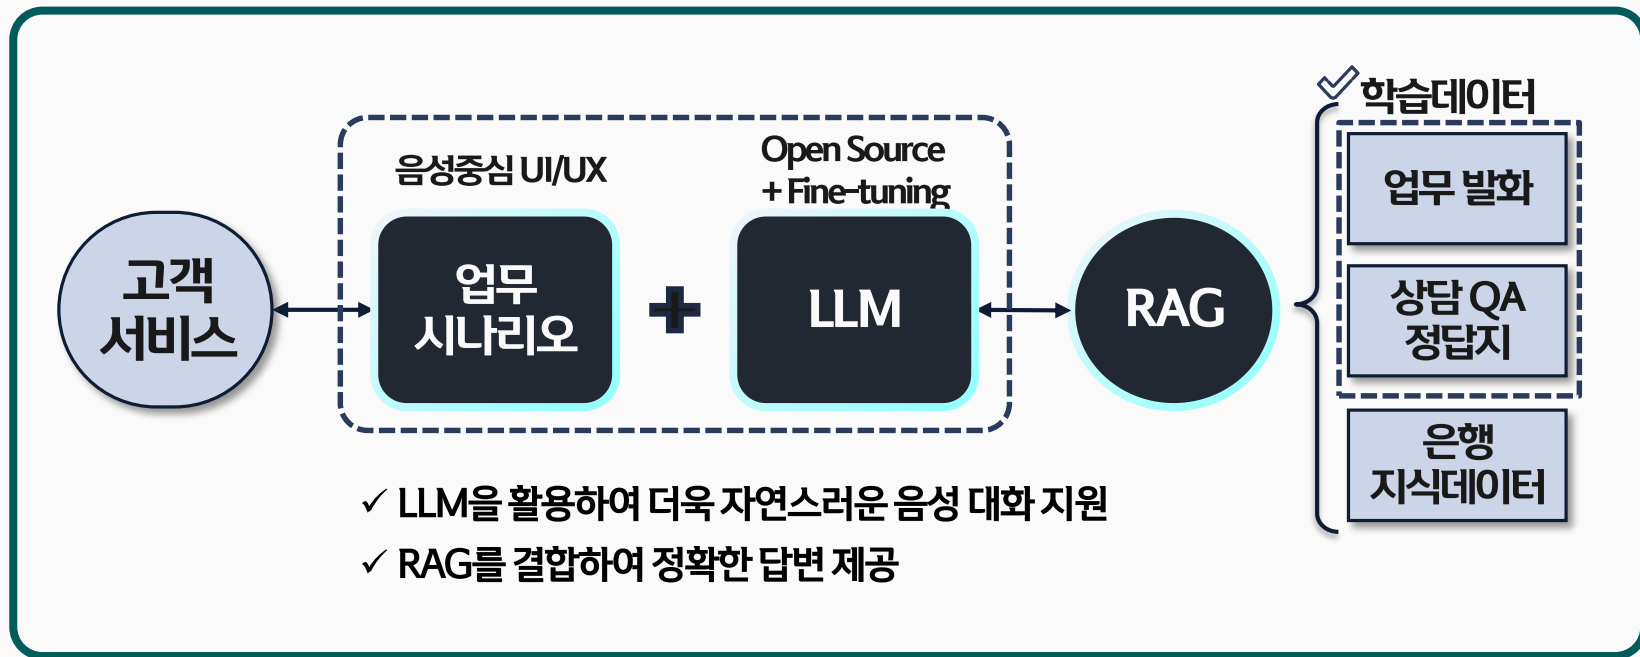 고객
서비스
음성중심 UI/UX
업무
시나리오
+
Open Source
+ Fine-tuning
LLM
RAG
학습데이터
업무 발화
상담 QA
정답지
은행
지식데이터
✓ LLM을 활용하여 더욱 자연스러운 음성 대화 지원
✓ RAG를 결합하여 정확한 답변 제공